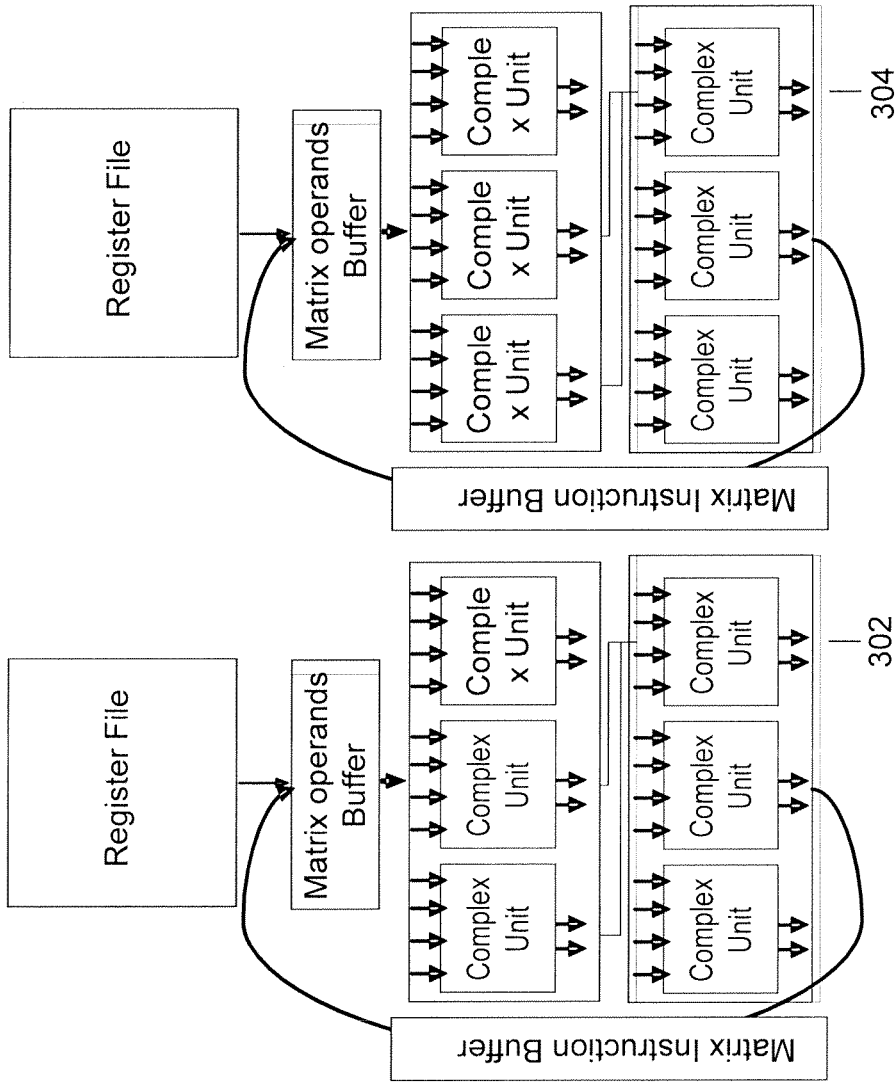 Register File
Matrix operands
Buffer
Complex
Unit
Complex
Unit
Comple
x Unit
Matrix Instruction Buffer
Complex
Unit
Complex
Unit
Complex
Unit
302
Register File
Matrix operands
Buffer
Comple
x Unit
Comple
x Unit
Comple
x Unit
Matrix Instruction Buffer
Complex
Unit
Complex
Unit
Complex
Unit
304